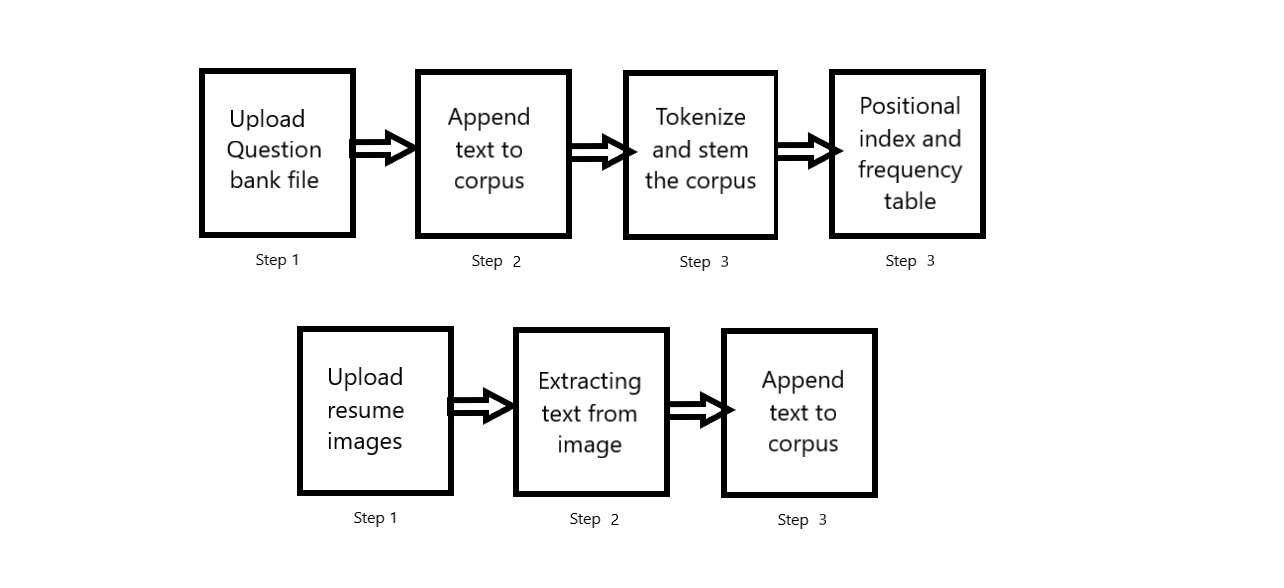 Upload
Question
bank file
Append
text to
corpus
Tokenize
and stem
the corpus
Positional
index and
frequency
table
Step 1
Step 2
Step 3
Step 3
Upload
resume
images
Extracting
text from
image
Append
text to
corpus
Step 1
Step 2
Step 3